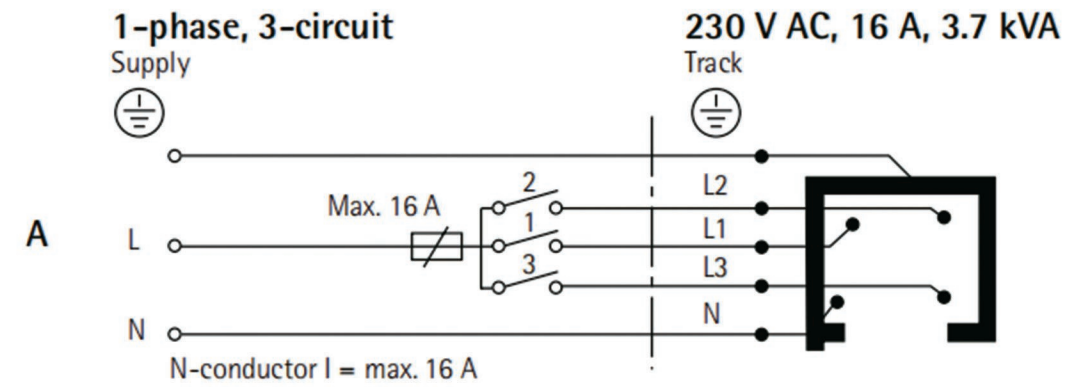 1-phase, 3-circuit
Supply
230 V AC, 16 A, 3.7 kVA
Track
A
L
N
Max. 16 A
2
1
3
L2
L1
L3
N
N-conductor I = max. 16 A